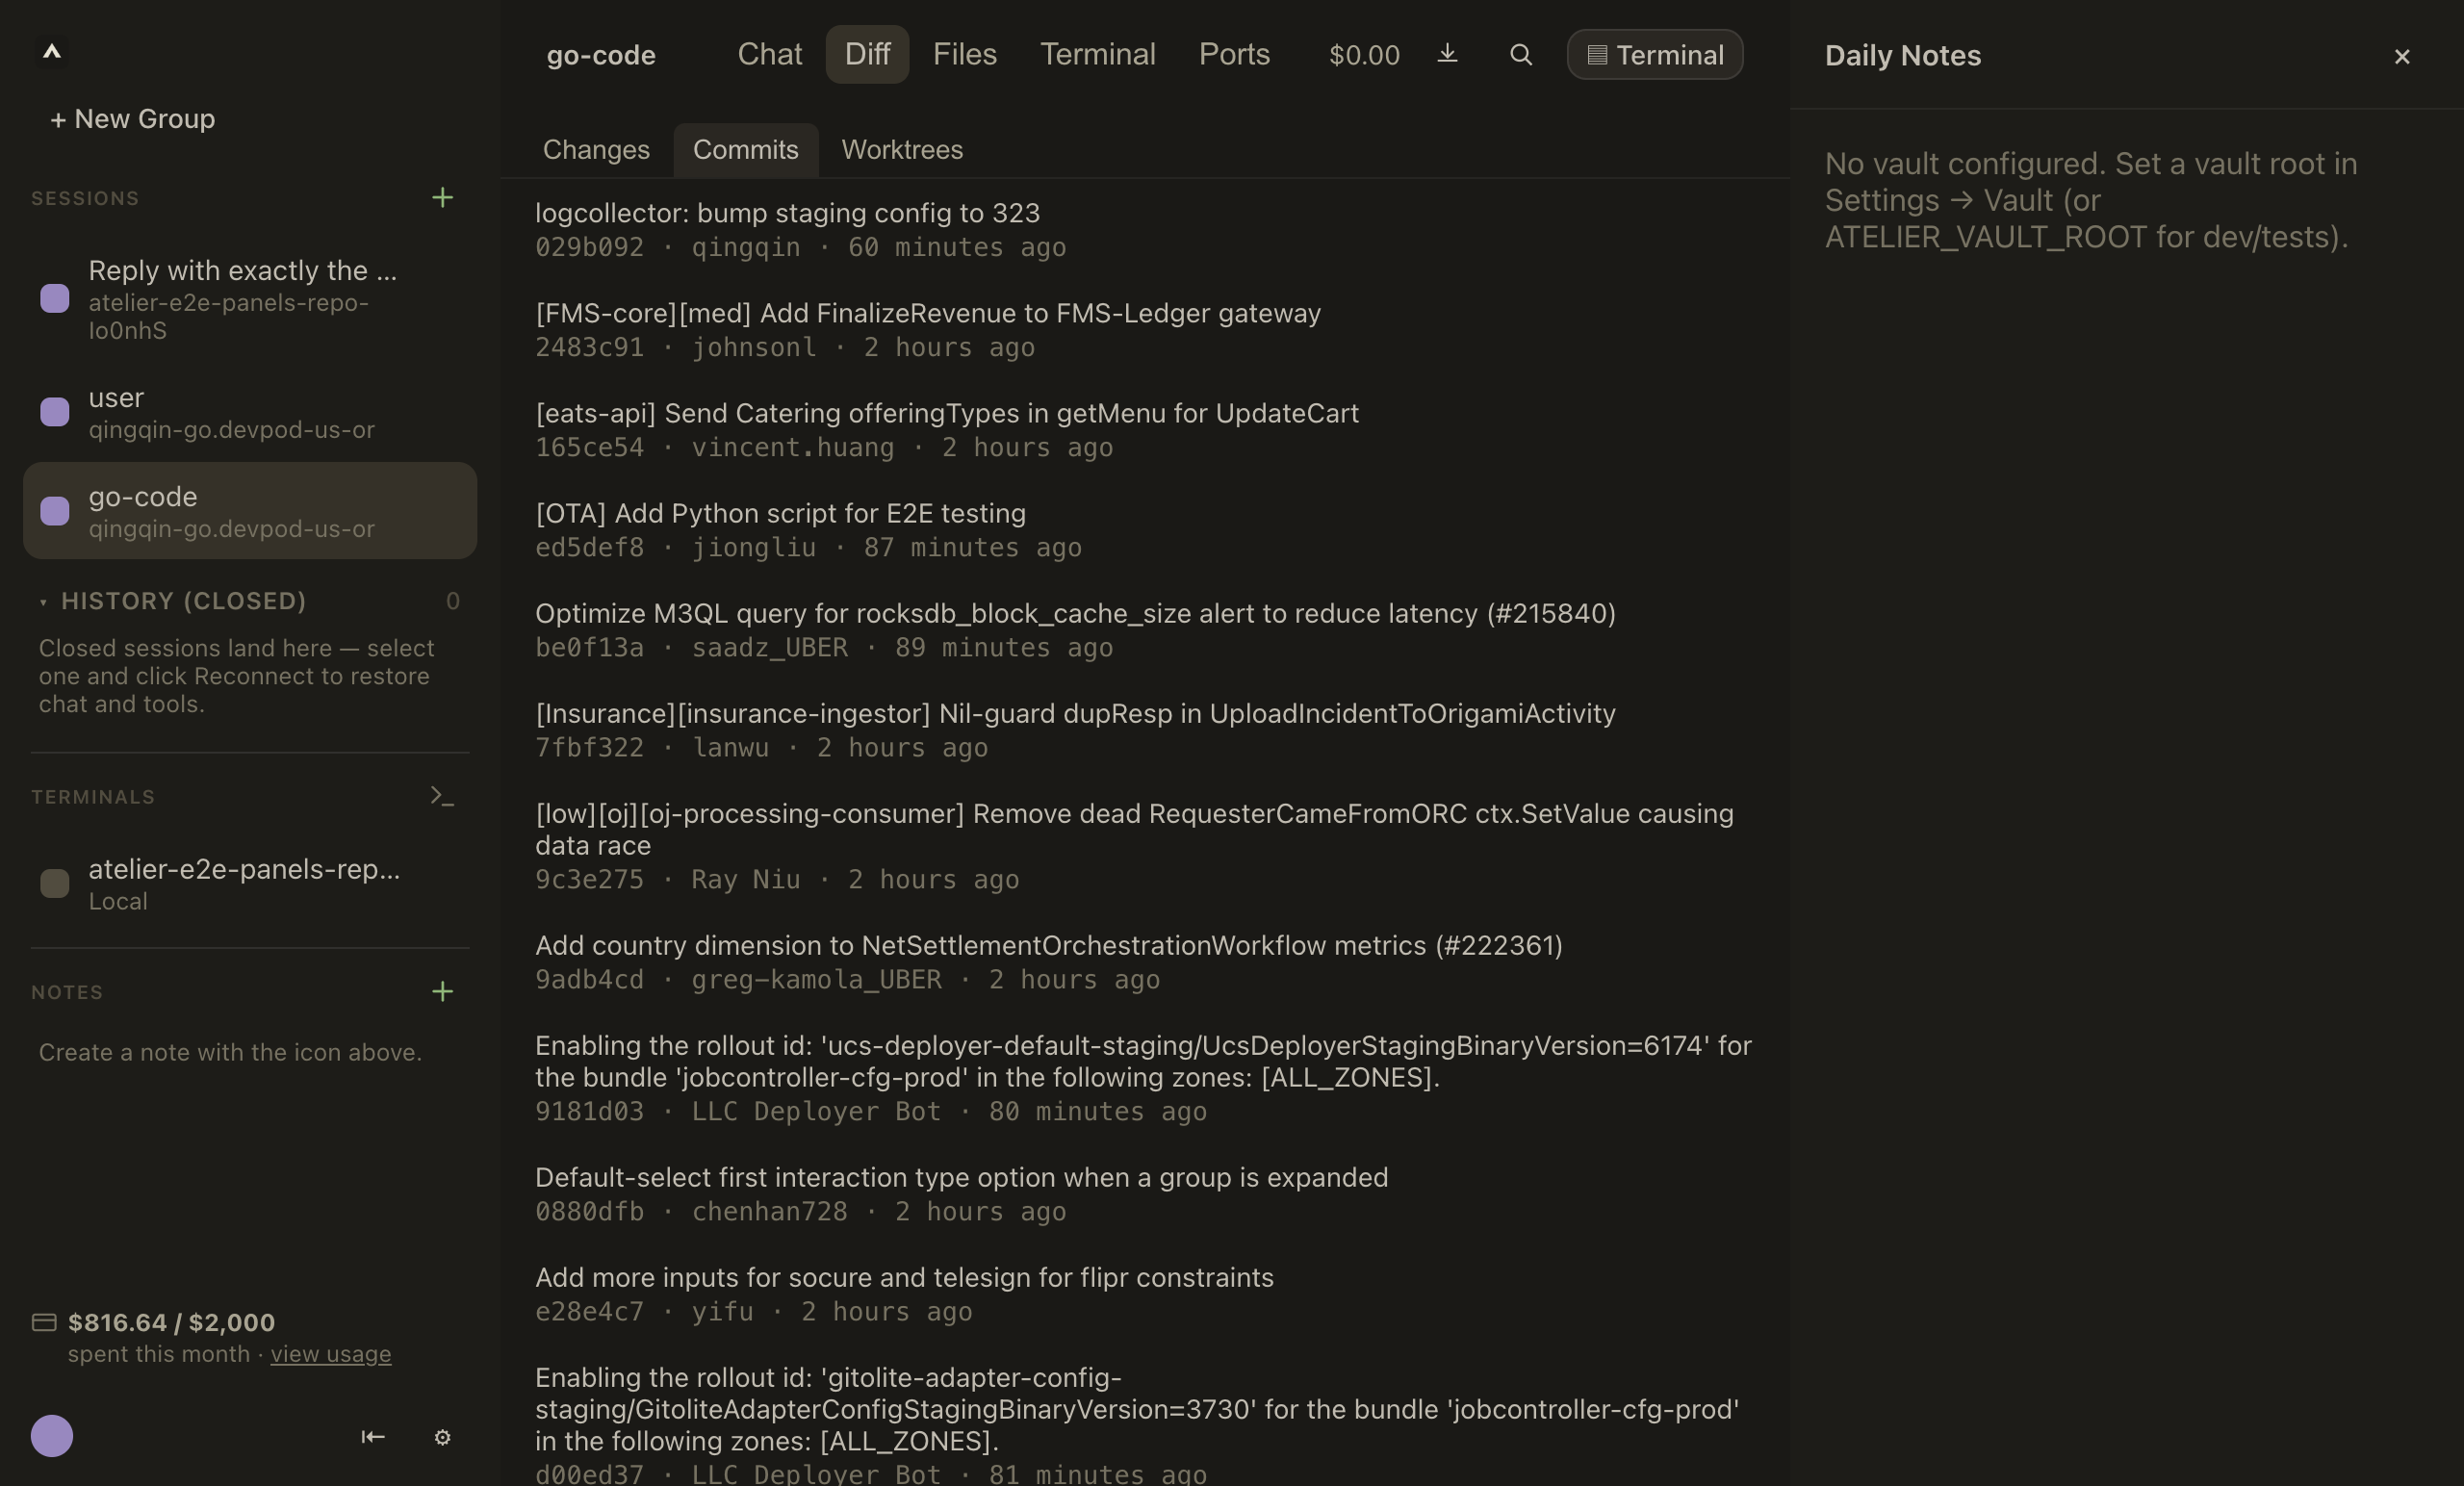 + New Group
SESSIONS
Reply with exactly the ...
atelier-e2e-panels-repo-
Io0nhS
user
qingqin-go.devpod-us-or
go-code
qingqin-go.devpod-us-or
HISTORY (CLOSED) 0
Closed sessions land here — select
one and click Reconnect to restore
chat and tools.
TERMINALS
atelier-e2e-panels-rep...
Local
NOTES
Create a note with the icon above.
$816.64 / $2,000
spent this month · view usage
go-code Chat Diff Files Terminal Ports $0.00 Terminal
Changes Commits Worktrees
logcollector: bump staging config to 323
029b092 · qingqin · 60 minutes ago
[FMS-core][med] Add FinalizeRevenue to FMS-Ledger gateway
2483c91 · johnsonl · 2 hours ago
[eats-api] Send Catering offeringTypes in getMenu for UpdateCart
165ce54 · vincent.huang · 2 hours ago
[OTA] Add Python script for E2E testing
ed5def8 · jiongliu · 87 minutes ago
Optimize M3QL query for rocksdb_block_cache_size alert to reduce latency (#215840)
be0f13a · saadz_UBER · 89 minutes ago
[Insurance][insurance-ingestor] Nil-guard dupResp in UploadIncidentToOrigamiActivity
7fbf322 · lanwu · 2 hours ago
[low][oj][oj-processing-consumer] Remove dead RequesterCameFromORC ctx.SetValue causing
data race
9c3e275 · Ray Niu · 2 hours ago
Add country dimension to NetSettlementOrchestrationWorkflow metrics (#222361)
9adb4cd · greg-kamola_UBER · 2 hours ago
Enabling the rollout id: 'ucs-deployer-default-staging/UcsDeployerStagingBinaryVersion=6174' for
the bundle 'jobcontroller-cfg-prod' in the following zones: [ALL_ZONES].
9181d03 · LLC Deployer Bot · 80 minutes ago
Default-select first interaction type option when a group is expanded
0880dfb · chenhan728 · 2 hours ago
Add more inputs for socure and telesign for flipr constraints
e28e4c7 · yifu · 2 hours ago
Enabling the rollout id: 'gitolite-adapter-config-
staging/GitoliteAdapterConfigStagingBinaryVersion=3730' for the bundle 'jobcontroller-cfg-prod'
in the following zones: [ALL_ZONES].
d00ed37 · LLC Deployer Bot · 81 minutes ago
Daily Notes
No vault configured. Set a vault root in
Settings → Vault (or
ATELIER_VAULT_ROOT for dev/tests).